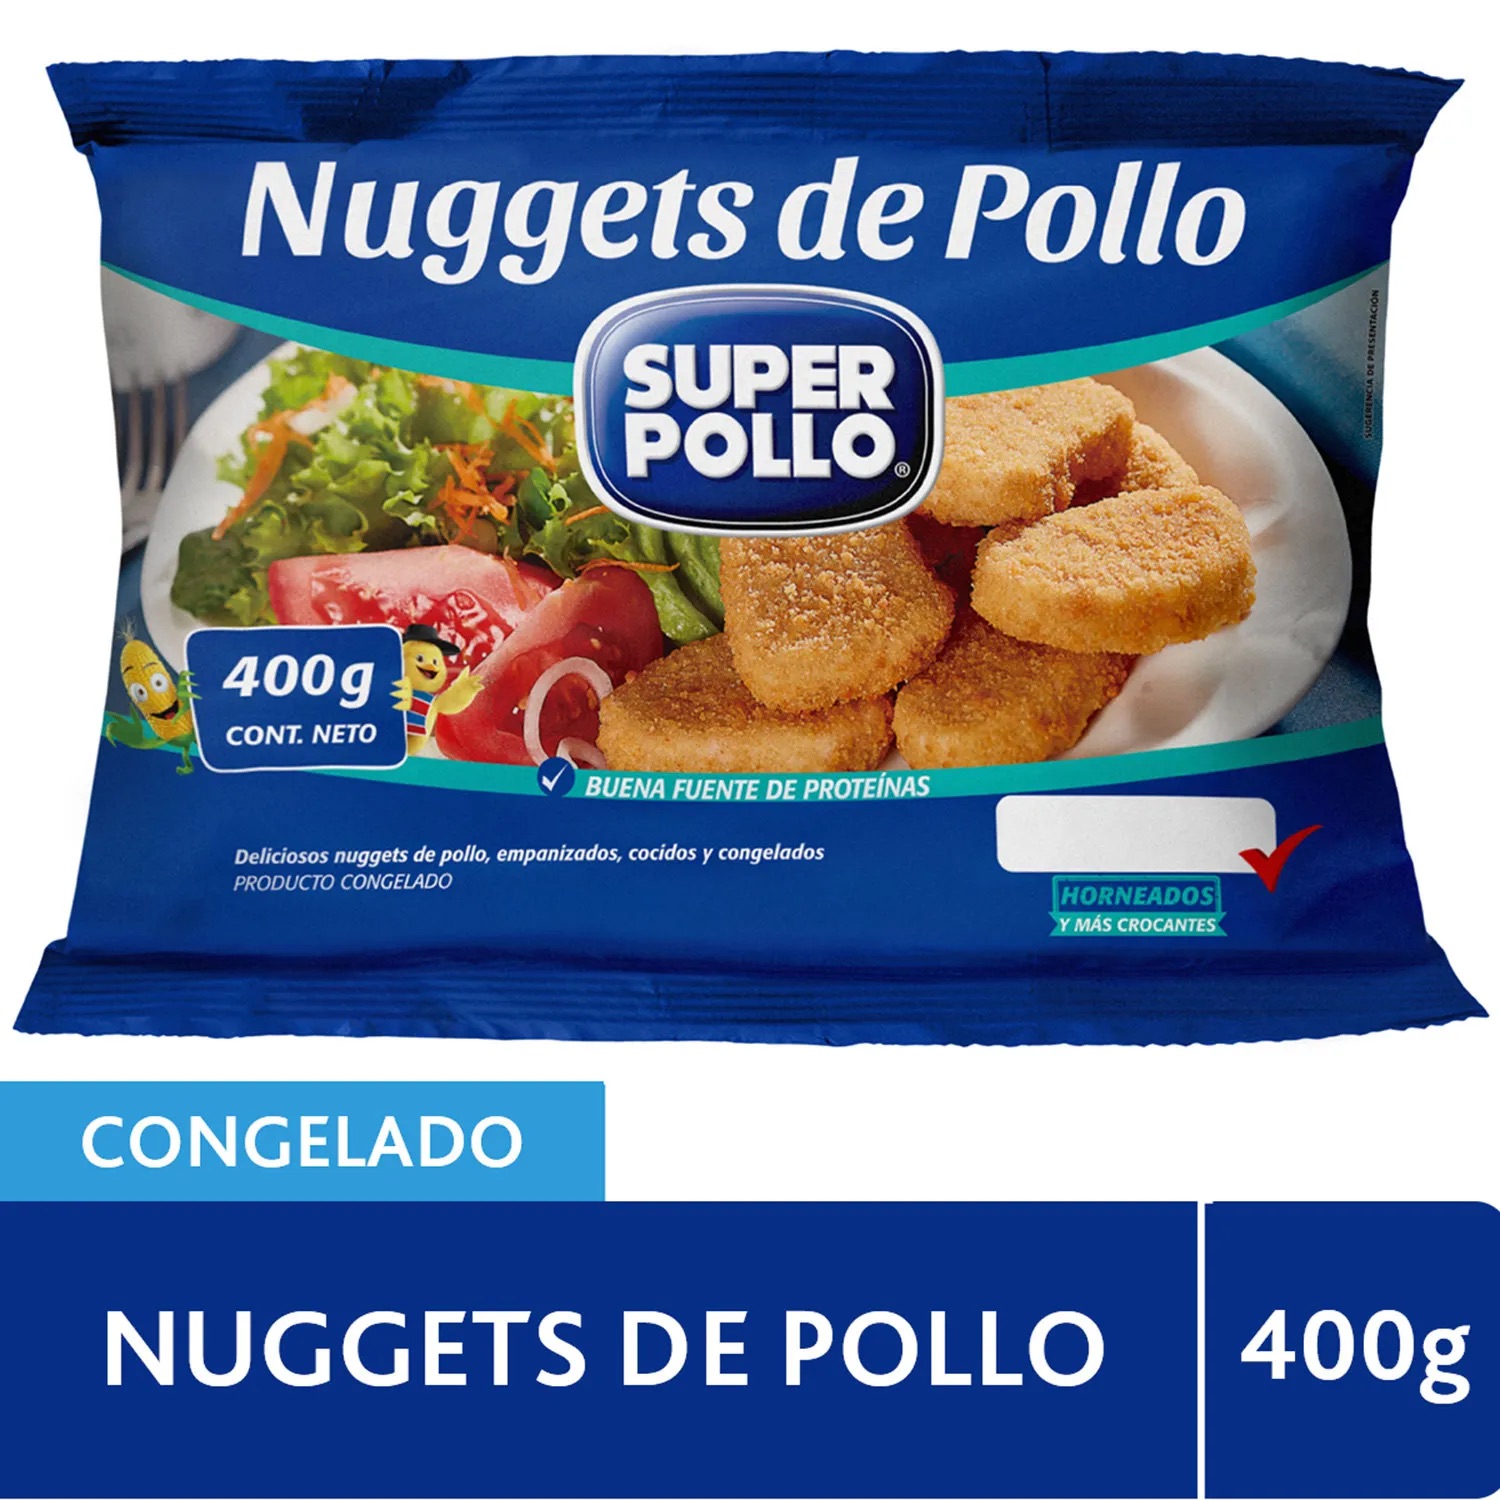 Nuggets de Pollo
SUPER
POLLO®
SUGERENCIA DE PRESENTACIÓN
400g
CONT. NETO
BUENA FUENTE DE PROTEÍNAS
Deliciosos nuggets de pollo, empanizados, cocidos y congelados
PRODUCTO CONGELADO
HORNEADOS
Y MÁS CROCANTES
CONGELADO
NUGGETS DE POLLO
400g